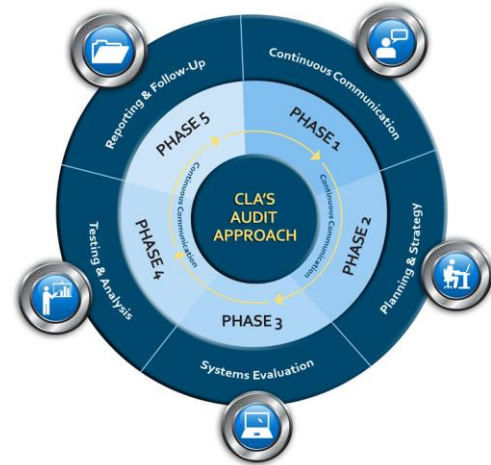 CLA'S
AUDIT
APPROACH
PHASE 1
Continuous Communication
PHASE 2
Planning & Strategy
PHASE 3
Systems Evaluation
PHASE 4
Testing & Analysis
PHASE 5
Reporting & Follow-Up
Continuous Communication
Continuous Communication